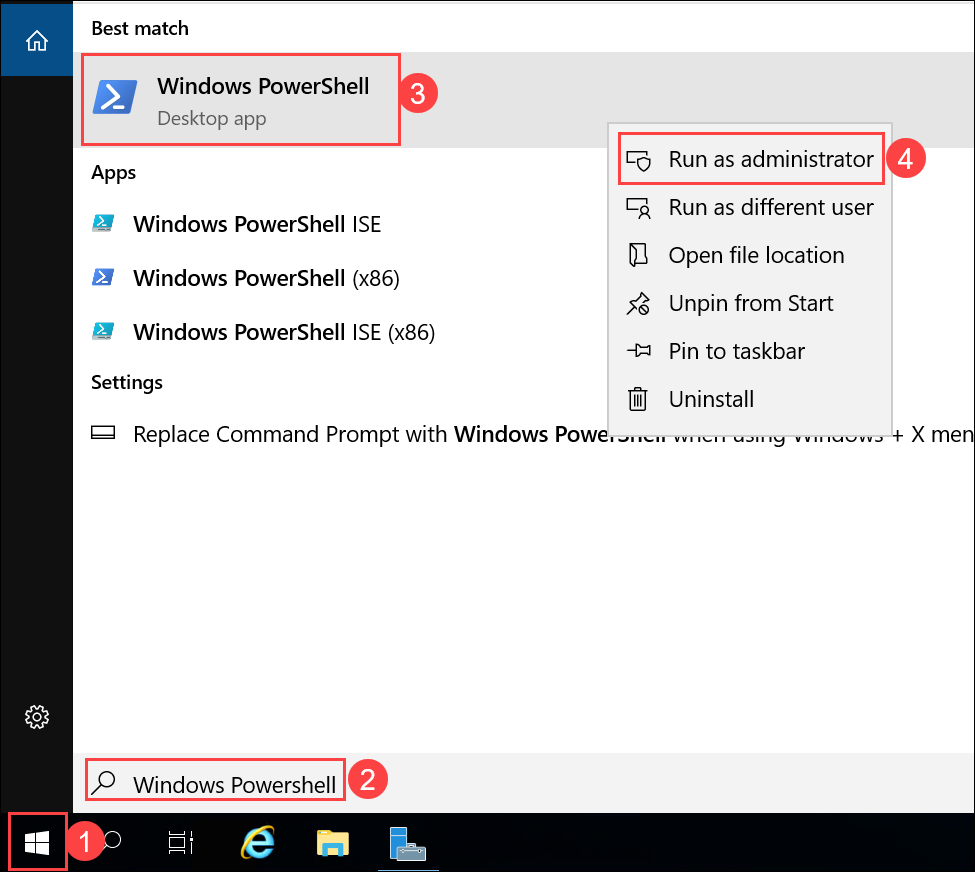 Best match
Windows PowerShell
Desktop app
3
Run as administrator
4
Run as different user
Open file location
Unpin from Start
Pin to taskbar
Uninstall
Apps
Windows PowerShell ISE
Windows PowerShell (x86)
Windows PowerShell ISE (x86)
Settings
Replace Command Prompt with Windows PowerShell when using Windows + X men
Windows Powershell
2
1